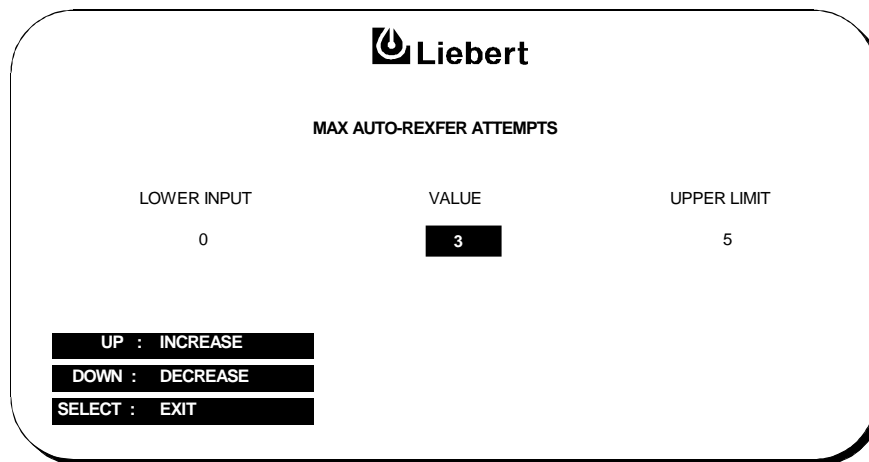 Liebert
MAX AUTO-REXFER ATTEMPTS
LOWER INPUT VALUE UPPER LIMIT
0 3 5
UP : INCREASE
DOWN : DECREASE
SELECT : EXIT